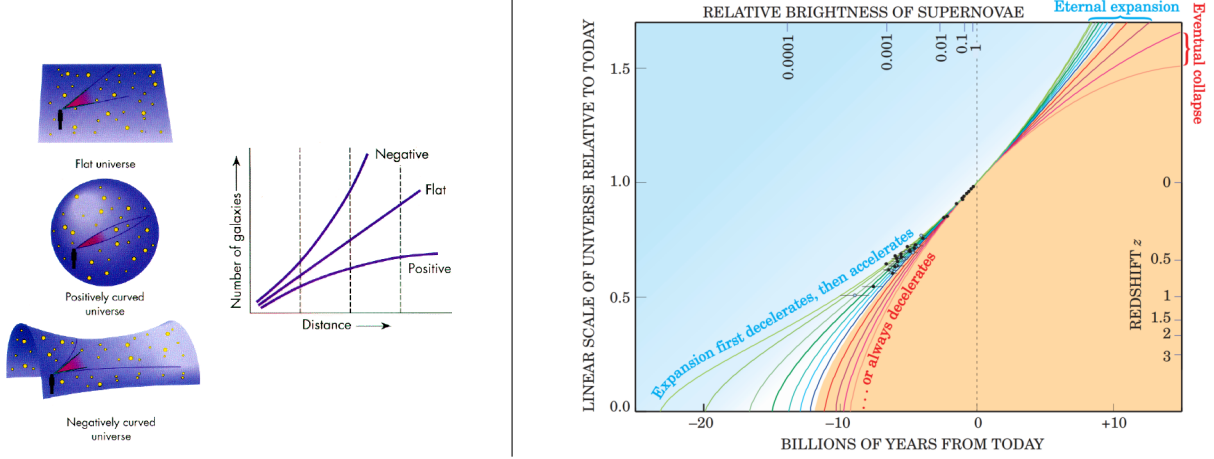 Flat universe
Positively curved
universe
Negatively curved
universe
Number of galaxies
Negative
Flat
Positive
Distance
RELATIVE BRIGHTNESS OF SUPERNOVAE
Eternal expansion
0.0001
0.001
0.01
0.1
1
Eventual collapse
LINEAR SCALE OF UNIVERSE RELATIVE TO TODAY
1.5
1.0
0.5
0.0
Expansion first decelerates, then accelerates
... or always decelerates
REDSHIFT z
0
0.5
1
1.5
2
3
–20
–10
0
+10
BILLIONS OF YEARS FROM TODAY